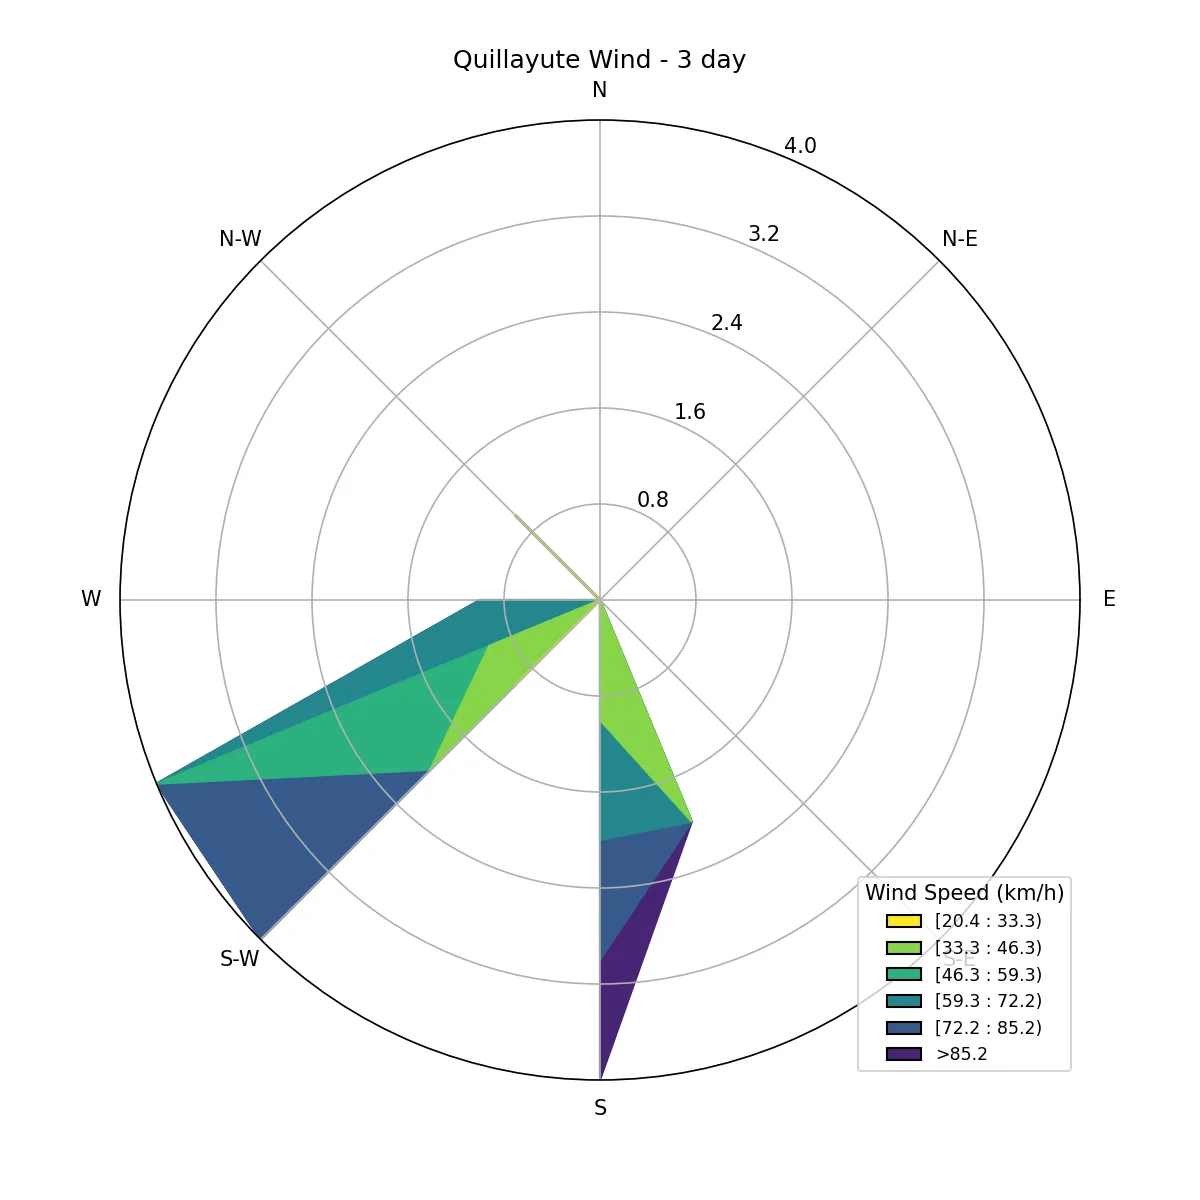 Quillayute Wind - 3 day
N
4.0
N-W
N-E
3.2
2.4
1.6
0.8
W
E
Wind Speed (km/h)
[20.4 : 33.3)
[33.3 : 46.3)
[46.3 : 59.3)
[59.3 : 72.2)
[72.2 : 85.2)
>85.2
S-W
S-E
S